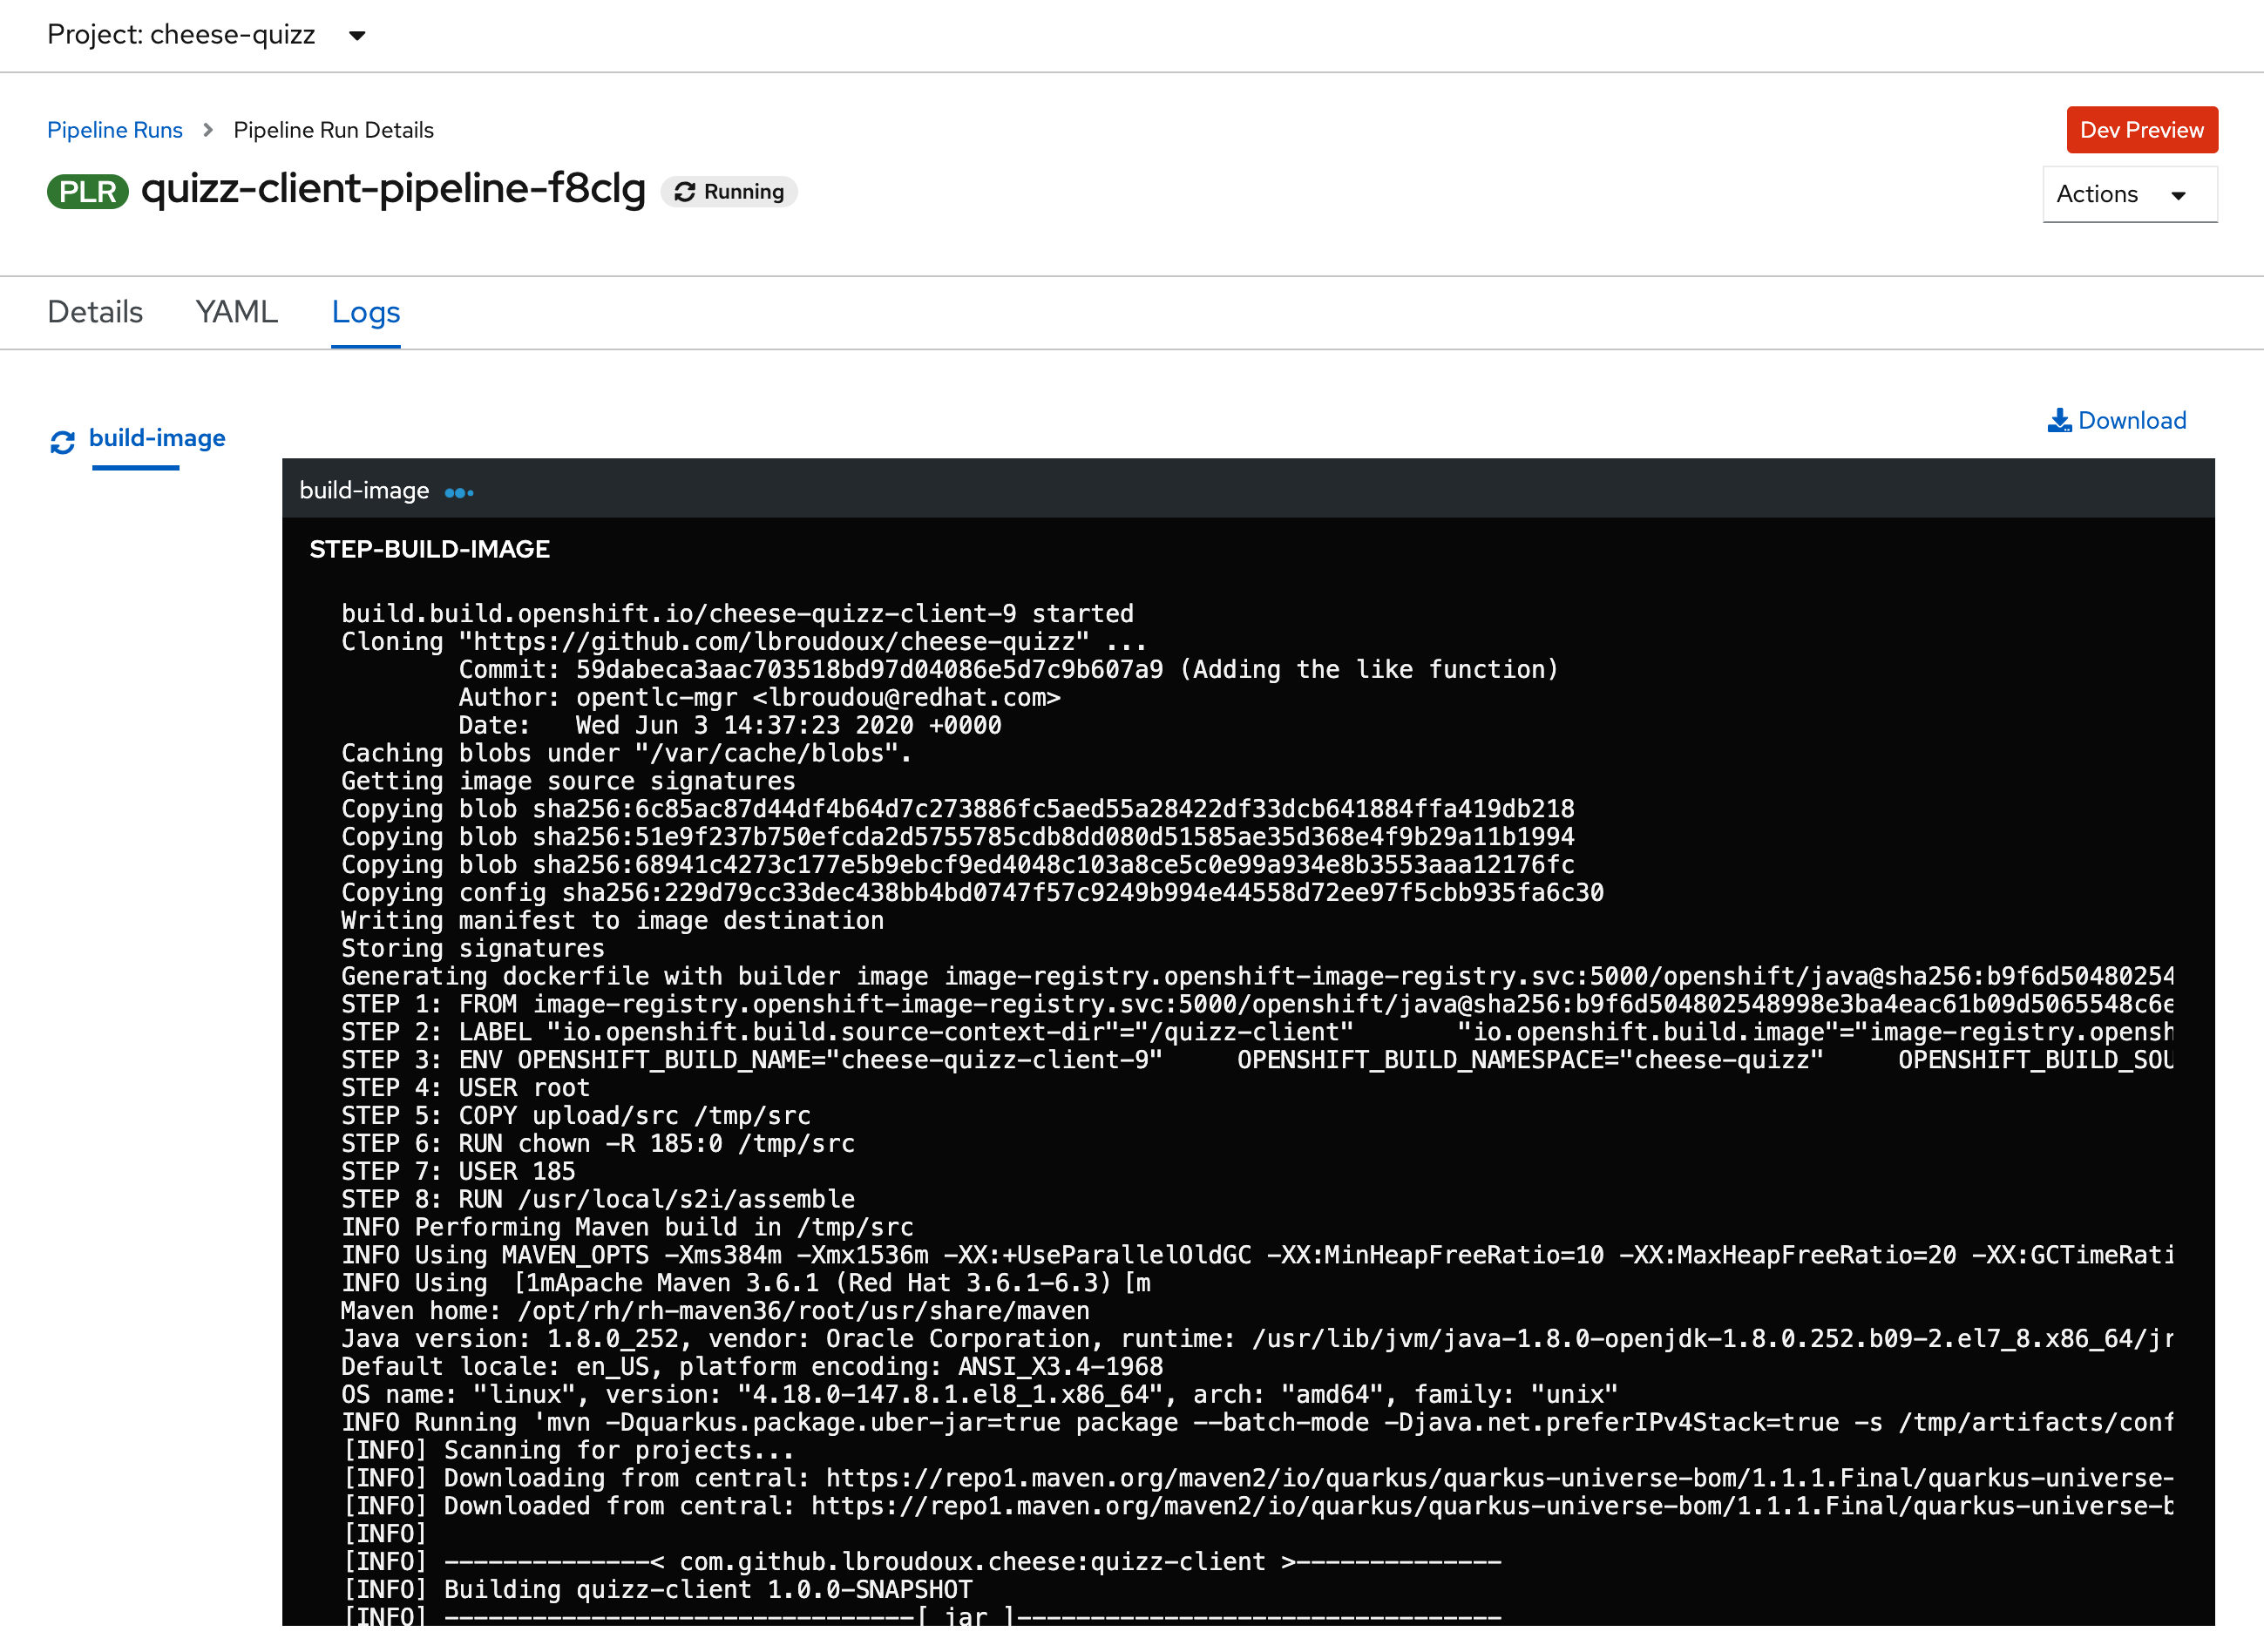 Project: cheese-quizz
Pipeline Runs > Pipeline Run Details
Dev Preview
PLR quizz-client-pipeline-f8clg Running
Actions
Details YAML Logs
Download
build-image
build-image
STEP-BUILD-IMAGE
build.build.openshift.io/cheese-quizz-client-9 started
Cloning "https://github.com/lbroudoux/cheese-quizz" ...
Commit: 59dabeca3aac703518bd97d04086e5d7c9b607a9 (Adding the like function)
Author: opentlc-mgr <lbroudou@redhat.com>
Date: Wed Jun 3 14:37:23 2020 +0000
Caching blobs under "/var/cache/blobs".
Getting image source signatures
Copying blob sha256:6c85ac87d44df4b64d7c273886fc5aed55a28422df33dcb641884ffa419db218
Copying blob sha256:51e9f237b750efcda2d5755785cdb8dd080d51585ae35d368e4f9b29a11b1994
Copying blob sha256:68941c4273c177e5b9ebcf9ed4048c103a8ce5c0e99a934e8b3553aaa12176fc
Copying config sha256:229d79cc33dec438bb4bd0747f57c9249b994e44558d72ee97f5cbb935fa6c30
Writing manifest to image destination
Storing signatures
Generating dockerfile with builder image image-registry.openshift-image-registry.svc:5000/openshift/java@sha256:b9f6d50480254
STEP 1: FROM image-registry.openshift-image-registry.svc:5000/openshift/java@sha256:b9f6d504802548998e3ba4eac61b09d5065548c6e
STEP 2: LABEL "io.openshift.build.source-context-dir"="/quizz-client" "io.openshift.build.image"="image-registry.opensh
STEP 3: ENV OPENSHIFT_BUILD_NAME="cheese-quizz-client-9" OPENSHIFT_BUILD_NAMESPACE="cheese-quizz" OPENSHIFT_BUILD_SOU
STEP 4: USER root
STEP 5: COPY upload/src /tmp/src
STEP 6: RUN chown -R 185:0 /tmp/src
STEP 7: USER 185
STEP 8: RUN /usr/local/s2i/assemble
INFO Performing Maven build in /tmp/src
INFO Using MAVEN_OPTS -Xms384m -Xmx1536m -XX:+UseParallelOldGC -XX:MinHeapFreeRatio=10 -XX:MaxHeapFreeRatio=20 -XX:GCTimeRati
INFO Using [1mApache Maven 3.6.1 (Red Hat 3.6.1-6.3) [m
Maven home: /opt/rh/rh-maven36/root/usr/share/maven
Java version: 1.8.0_252, vendor: Oracle Corporation, runtime: /usr/lib/jvm/java-1.8.0-openjdk-1.8.0.252.b09-2.el7_8.x86_64/jr
Default locale: en_US, platform encoding: ANSI_X3.4-1968
OS name: "linux", version: "4.18.0-147.8.1.el8_1.x86_64", arch: "amd64", family: "unix"
INFO Running 'mvn -Dquarkus.package.uber-jar=true package --batch-mode -Djava.net.preferIPv4Stack=true -s /tmp/artifacts/conf
[INFO] Scanning for projects...
[INFO] Downloading from central: https://repo1.maven.org/maven2/io/quarkus/quarkus-universe-bom/1.1.1.Final/quarkus-universe-
[INFO] Downloaded from central: https://repo1.maven.org/maven2/io/quarkus/quarkus-universe-bom/1.1.1.Final/quarkus-universe-b
[INFO]
[INFO] --------------< com.github.lbroudoux.cheese:quizz-client >--------------
[INFO] Building quizz-client 1.0.0-SNAPSHOT
[INFO] --------------------------------[ jar ]---------------------------------